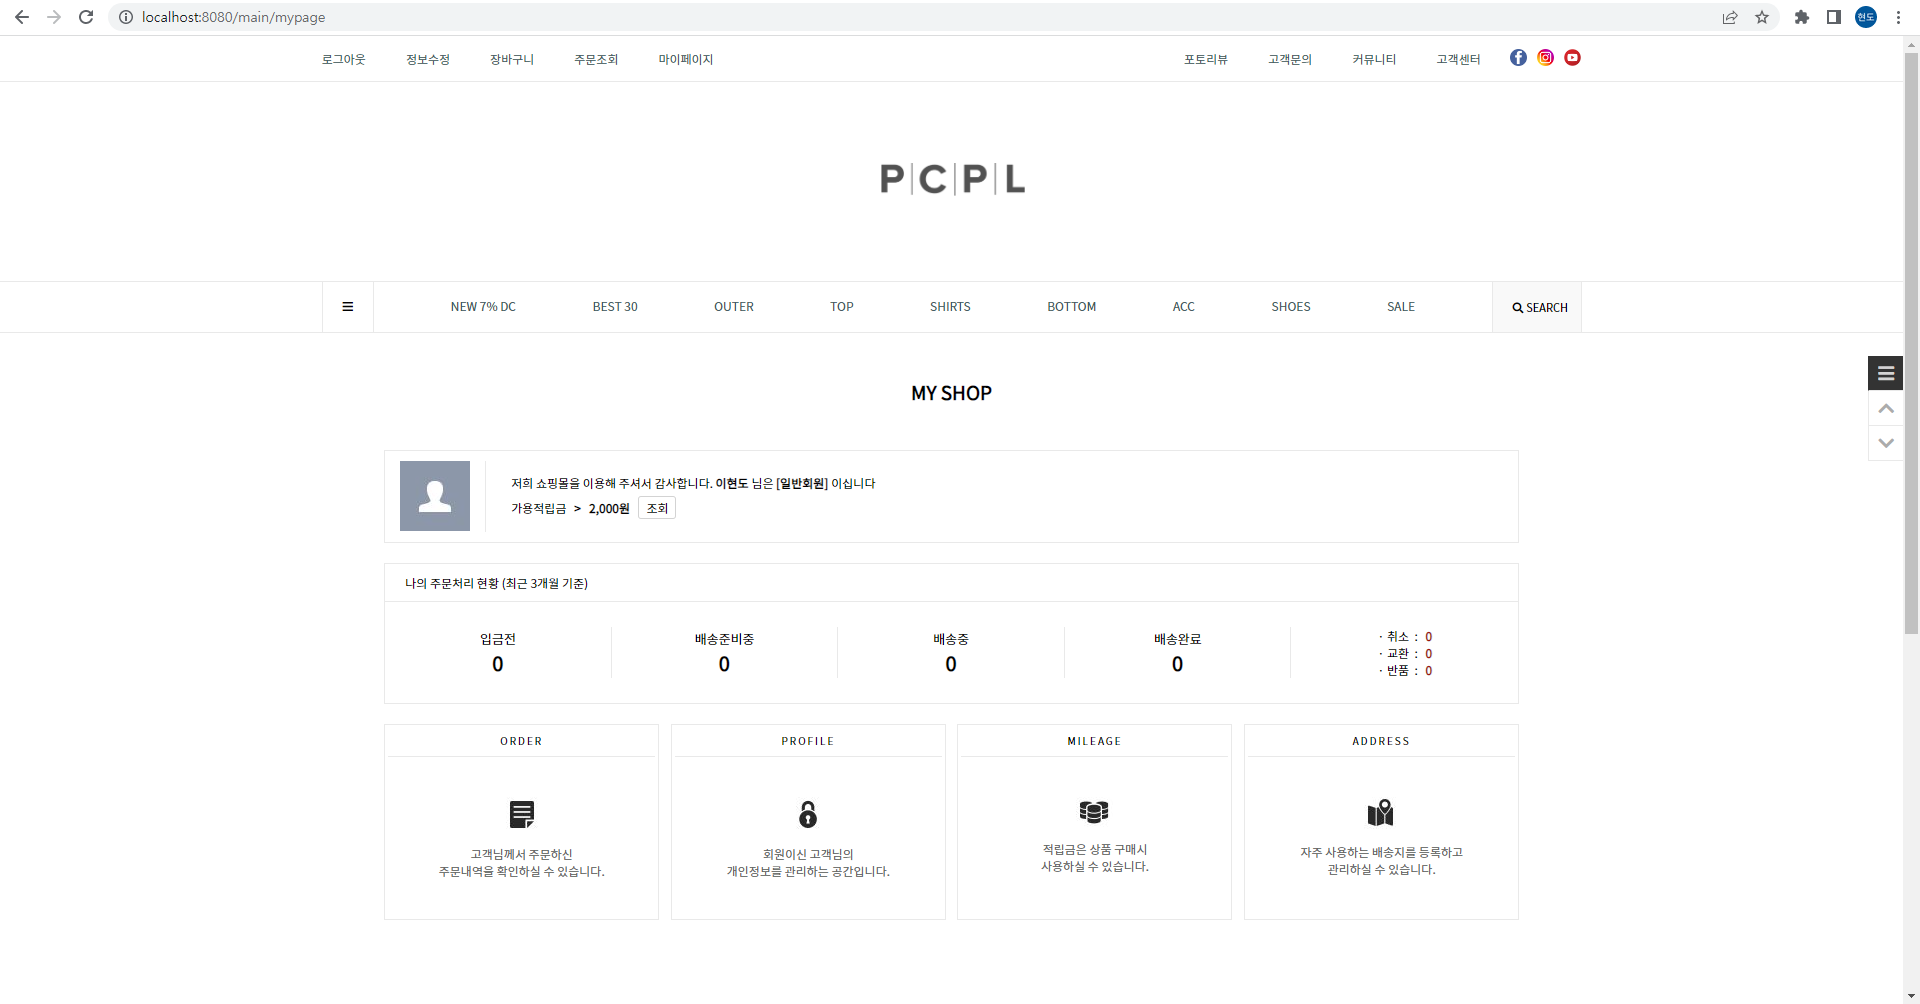 localhost:8080/main/mypage
현도
로그아웃 정보수정 장바구니 주문조회 마이페이지 포토리뷰 고객문의 커뮤니티 고객센터
P|C|P|L
NEW 7% DC BEST 30 OUTER TOP SHIRTS BOTTOM ACC SHOES SALE SEARCH
MY SHOP
저희 쇼핑몰을 이용해 주셔서 감사합니다. 이현도 님은 [일반회원] 이십니다
가용적립금 > 2,000원 조회
나의 주문처리 현황 (최근 3개월 기준)
입금전 배송준비중 배송중 배송완료
0 0 0 0
· 취소 : 0
· 교환 : 0
· 반품 : 0
ORDER
고객님께서 주문하신
주문내역을 확인하실 수 있습니다.
PROFILE
회원이신 고객님의
개인정보를 관리하는 공간입니다.
MILEAGE
적립금은 상품 구매시
사용하실 수 있습니다.
ADDRESS
자주 사용하는 배송지를 등록하고
관리하실 수 있습니다.